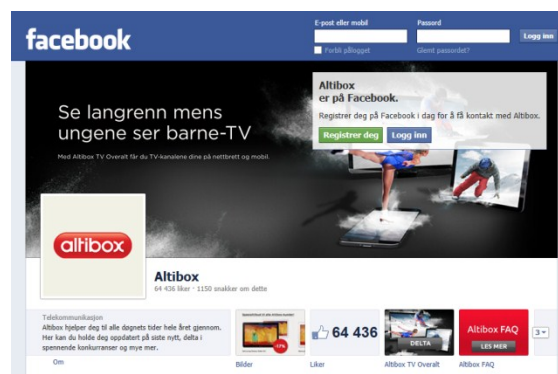 facebook
E-post eller mobil
Passord
Logg inn
Forbli pålogget
Glemt passordet?
Altibox
er på Facebook.
Registrer deg på Facebook i dag for å få kontakt med Altibox.
Registrer deg
Logg inn
Se langrenn mens
ungene ser barne-TV
Med Altibox TV Overalt får du TV-kanalene dine på nettbrett og mobil.
altibox
Altibox
64 436 liker · 1150 snakker om dette
Telekommunikasjon
Altibox hjelper deg til alle døgnets tider hele året gjennom.
Her kan du holde deg oppdatert på siste nytt, delta i
spennende konkurranser og mye mer.
Om
Bilder
64 436
Liker
DELTA
Altibox TV Overalt
Altibox FAQ
LES MER
Altibox FAQ
3